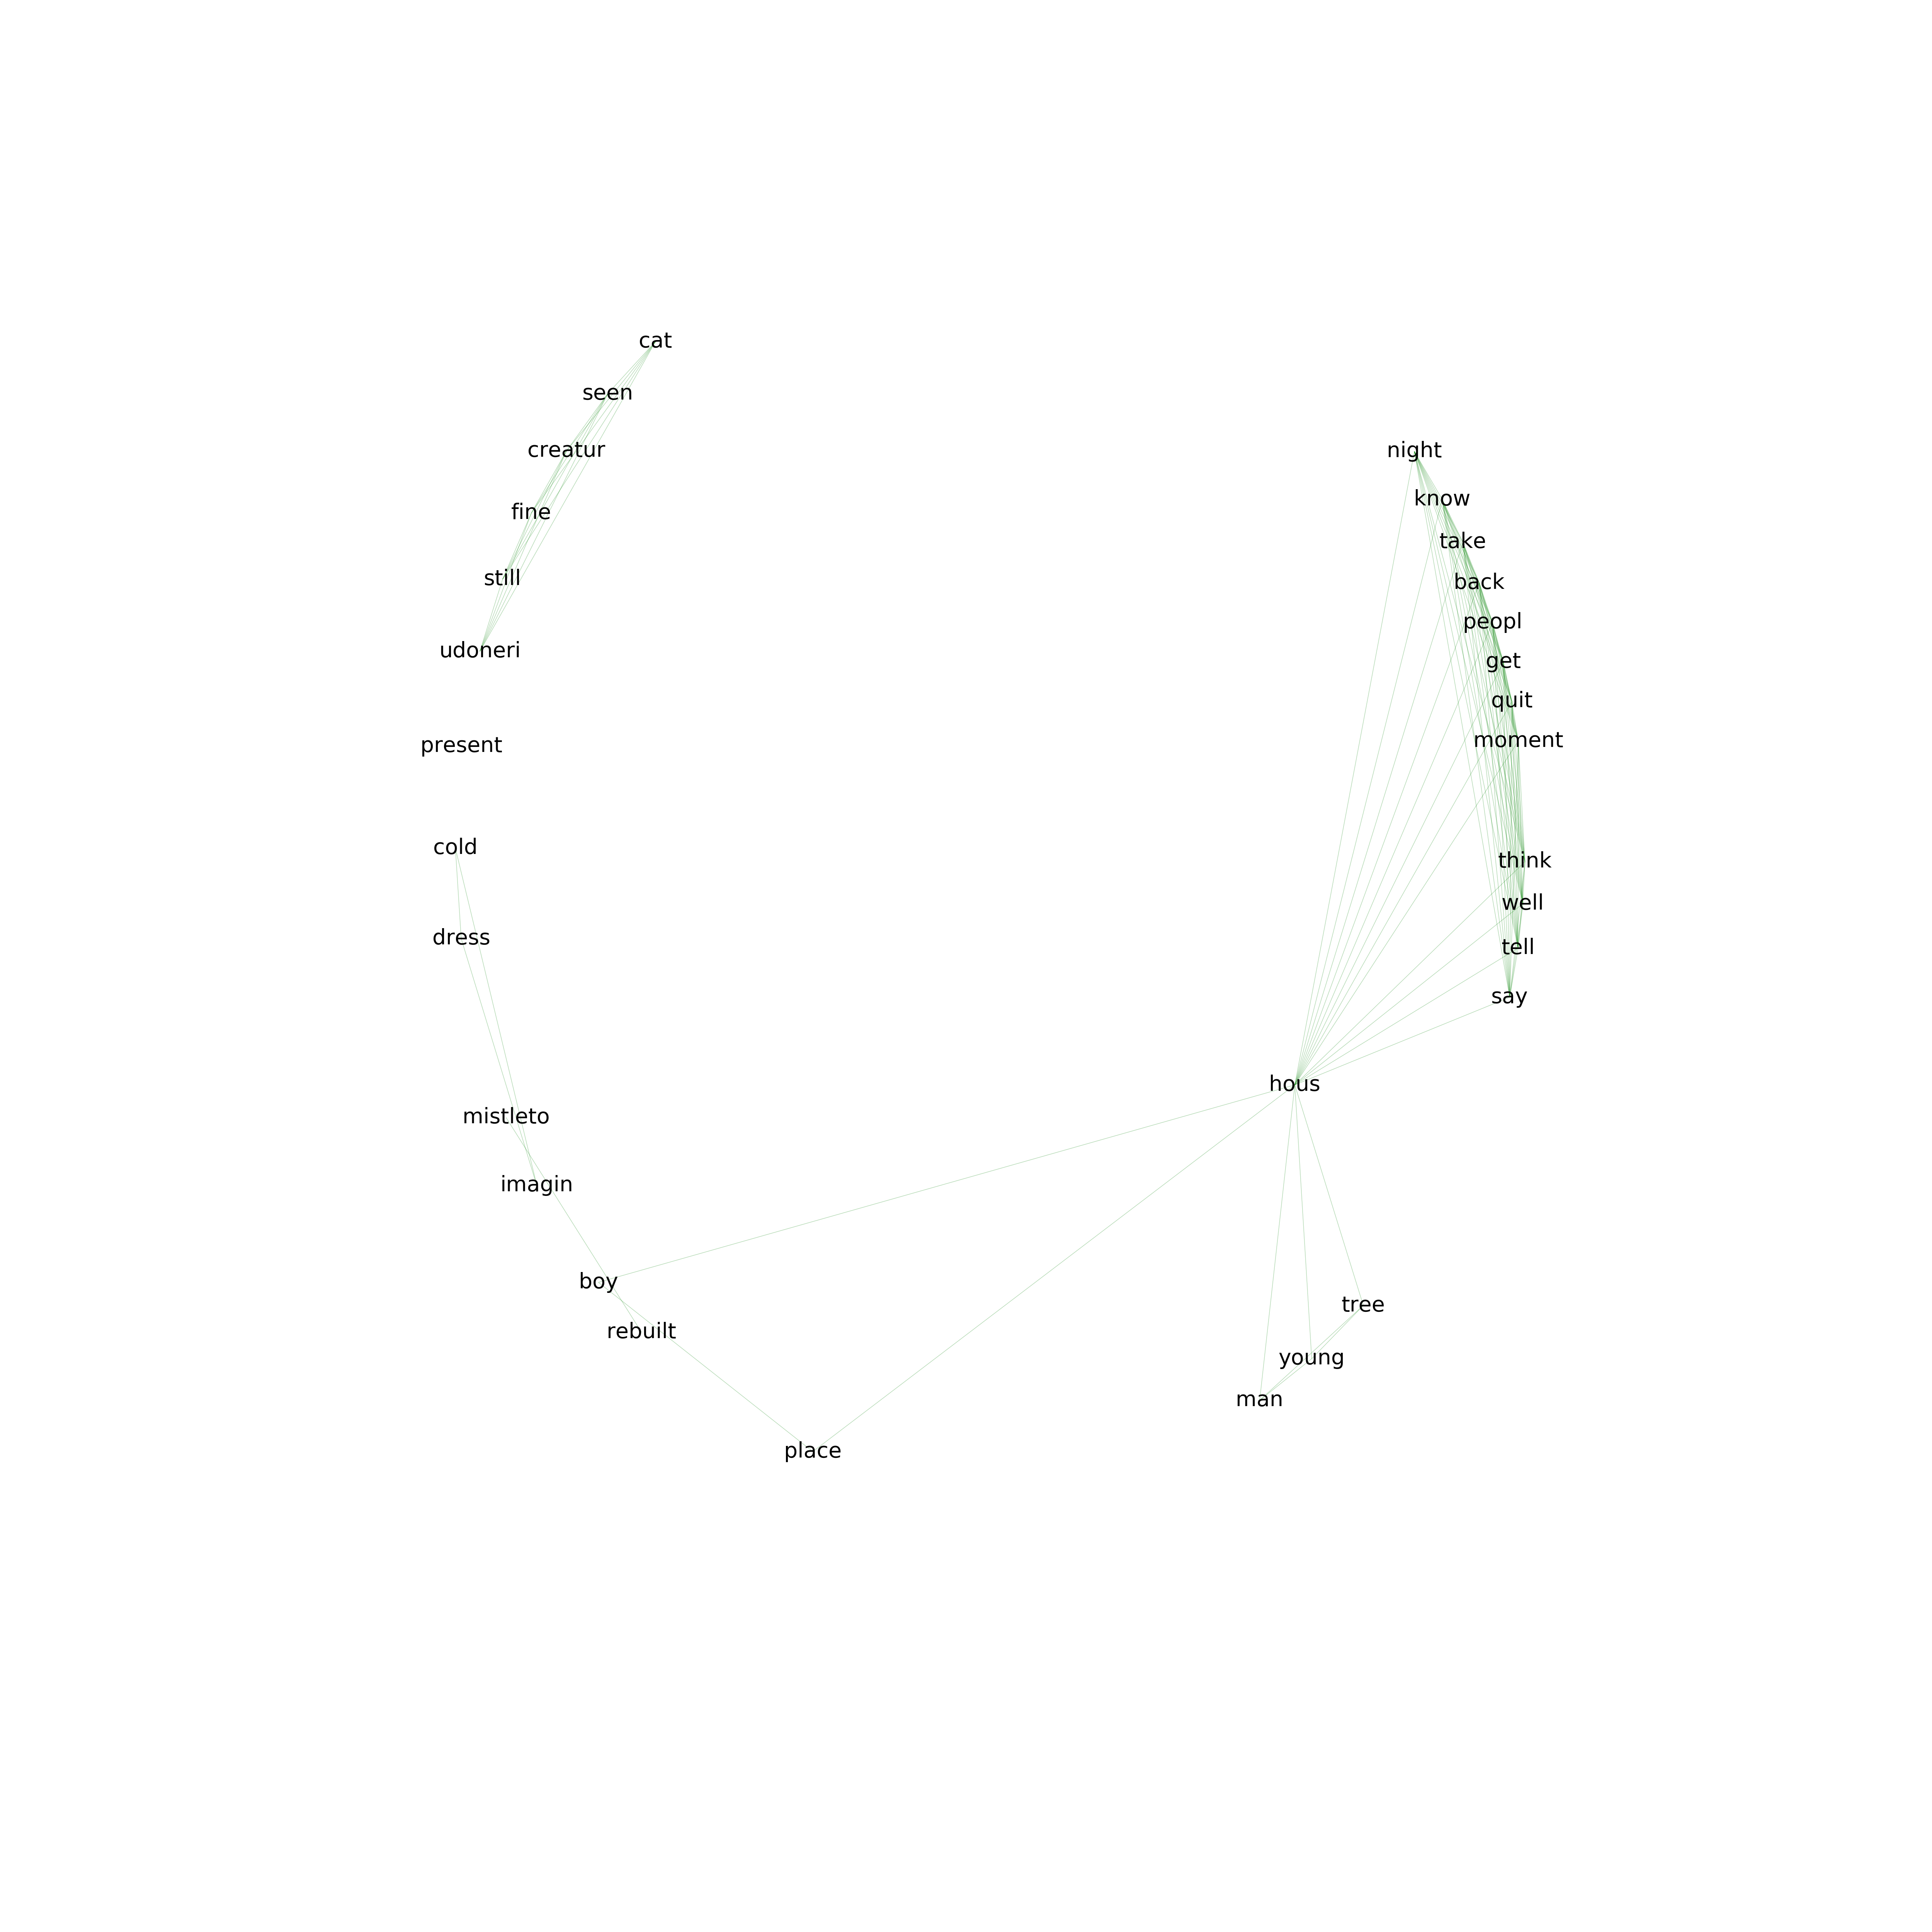 cat
seen
creatur
fine
still
udoneri
present
cold
dress
mistleto
imagin
boy
rebuilt
place
night
know
take
back
peopl
get
quit
moment
think
well
tell
say
hous
tree
young
man